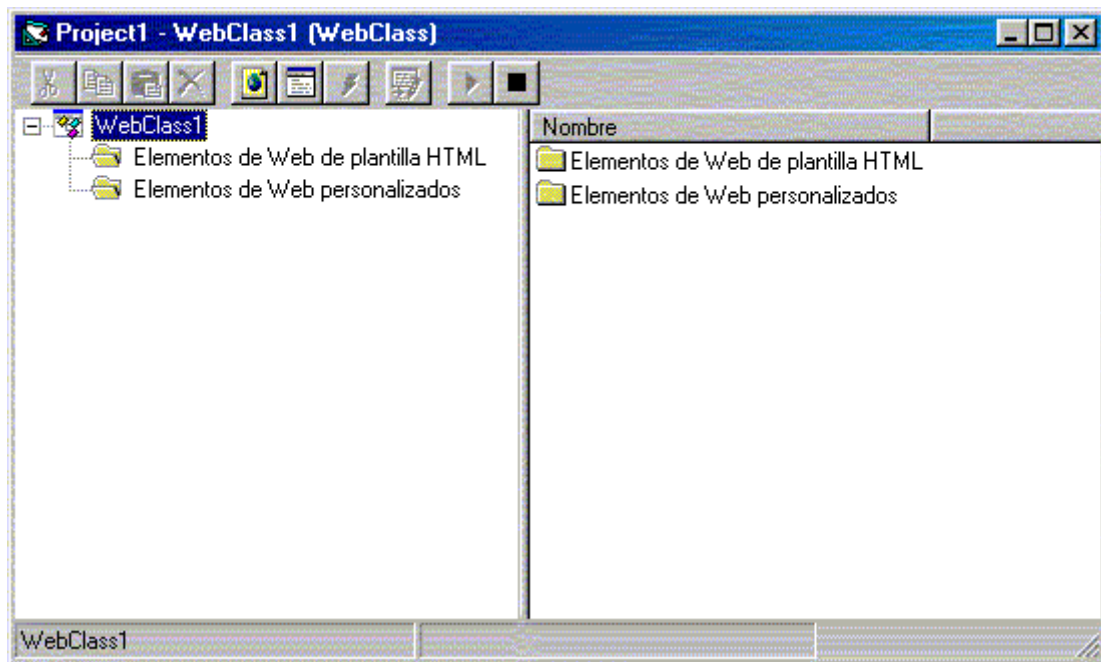 Project1 - WebClass1 (WebClass)
WebClass1
Elementos de Web de plantilla HTML
Elementos de Web personalizados
Nombre
Elementos de Web de plantilla HTML
Elementos de Web personalizados
WebClass1